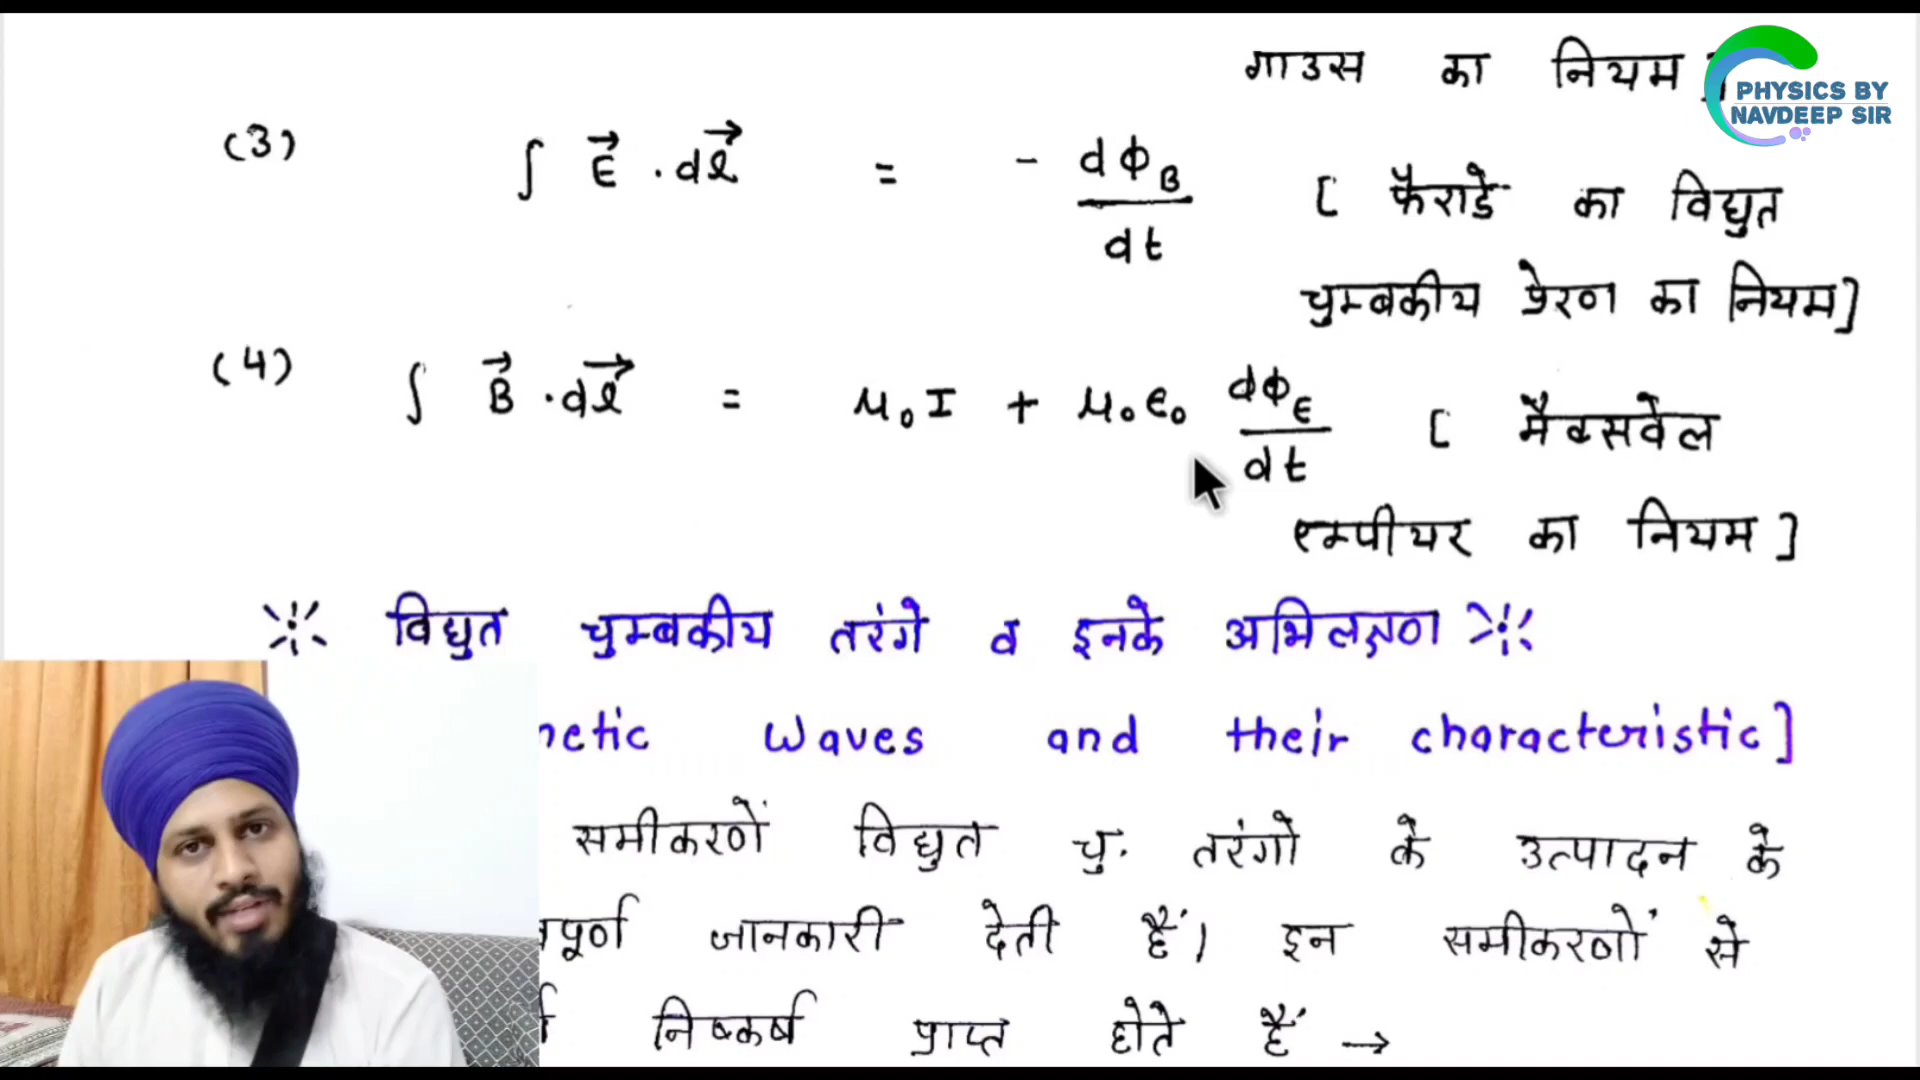 गाउस का नियम ]
PHYSICS BY
NAVDEEP SIR
(3) ∫ E⃗ . dl⃗ = - dϕ_B/dt [ फैराडे का विद्युत
चुम्बकीय प्रेरण का नियम]
(4) ∫ B⃗ . dl⃗ = μ₀I + μ₀ϵ₀ dϕ_E/dt [ मैक्सवेल
एम्पीयर का नियम ]
विद्युत चुम्बकीय तरंगे व इनके अभिलक्षण
netic Waves and their characteristic]
समीकरणें विद्युत चु. तरंगो के उत्पादन के
पूर्ण जानकारी देती हैं। इन समीकरणों से
निष्कर्ष प्राप्त होते हैं →